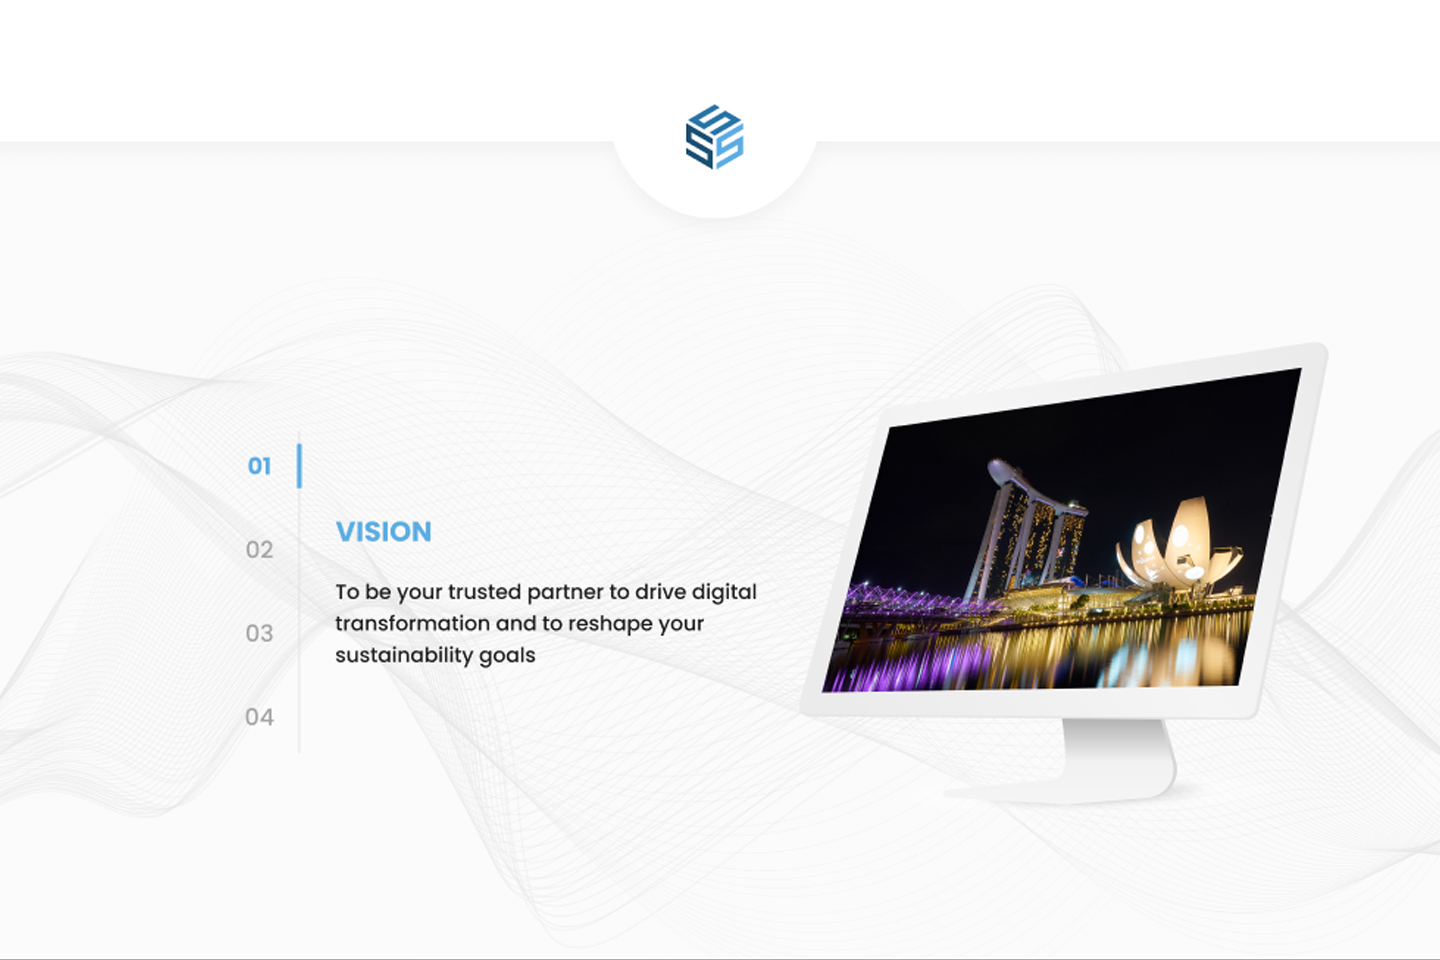 01
02
03
04
VISION
To be your trusted partner to drive digital
transformation and to reshape your
sustainability goals